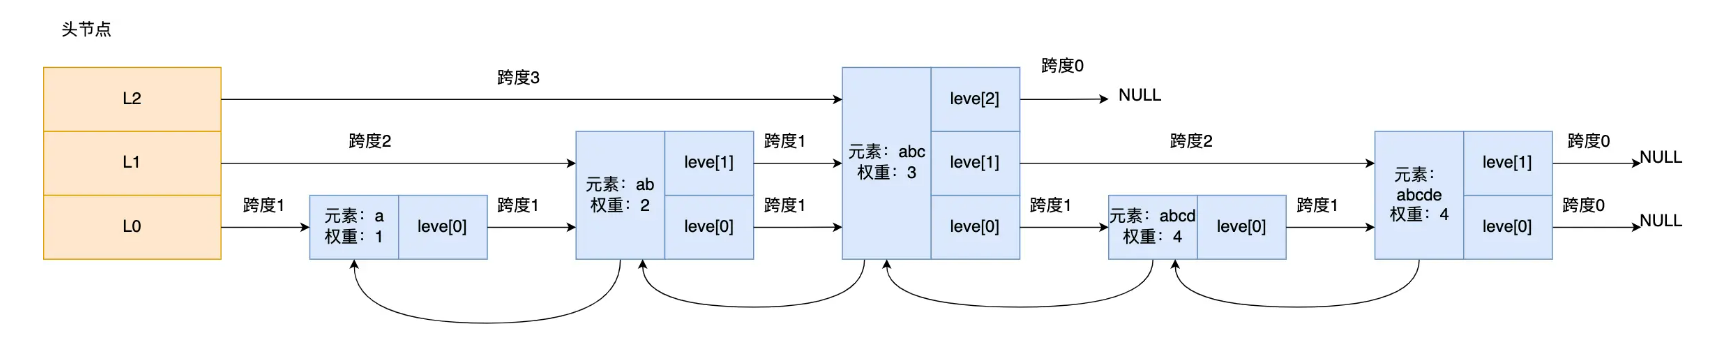 头节点
跨度0
跨度3
L2
leve[2]
NULL
跨度2
跨度1
跨度2
跨度0
L1
leve[1]
元素：abc
权重：3
leve[1]
leve[1]
NULL
元素：ab
权重：2
元素：
abcde
权重：4
跨度1
跨度1
跨度1
跨度1
跨度1
跨度0
L0
元素：a
权重：1
leve[0]
leve[0]
leve[0]
元素：abcd
权重：4
leve[0]
leve[0]
NULL